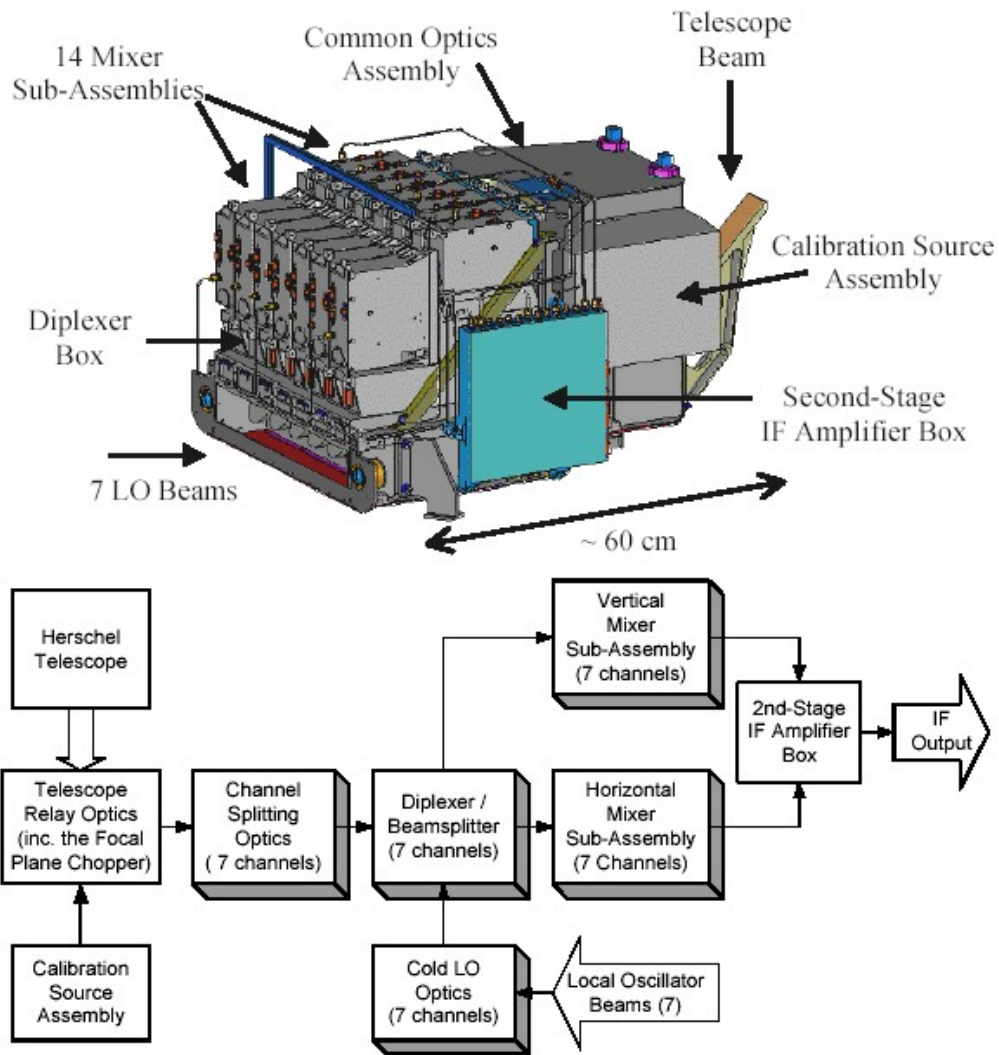 14 Mixer
Sub-Assemblies
Common Optics
Assembly
Telescope
Beam
Calibration Source
Assembly
Diplexer
Box
Second-Stage
IF Amplifier Box
7 LO Beams
~ 60 cm
Herschel
Telescope
Vertical
Mixer
Sub-Assembly
(7 channels)
2nd-Stage
IF Amplifier
Box
IF
Output
Telescope
Relay Optics
(inc. the Focal
Plane Chopper)
Channel
Splitting
Optics
( 7 channels)
Diplexer /
Beamsplitter
(7 channels)
Horizontal
Mixer
Sub-Assembly
(7 Channels)
Calibration
Source
Assembly
Cold LO
Optics
(7 channels)
Local Oscillator
Beams (7)